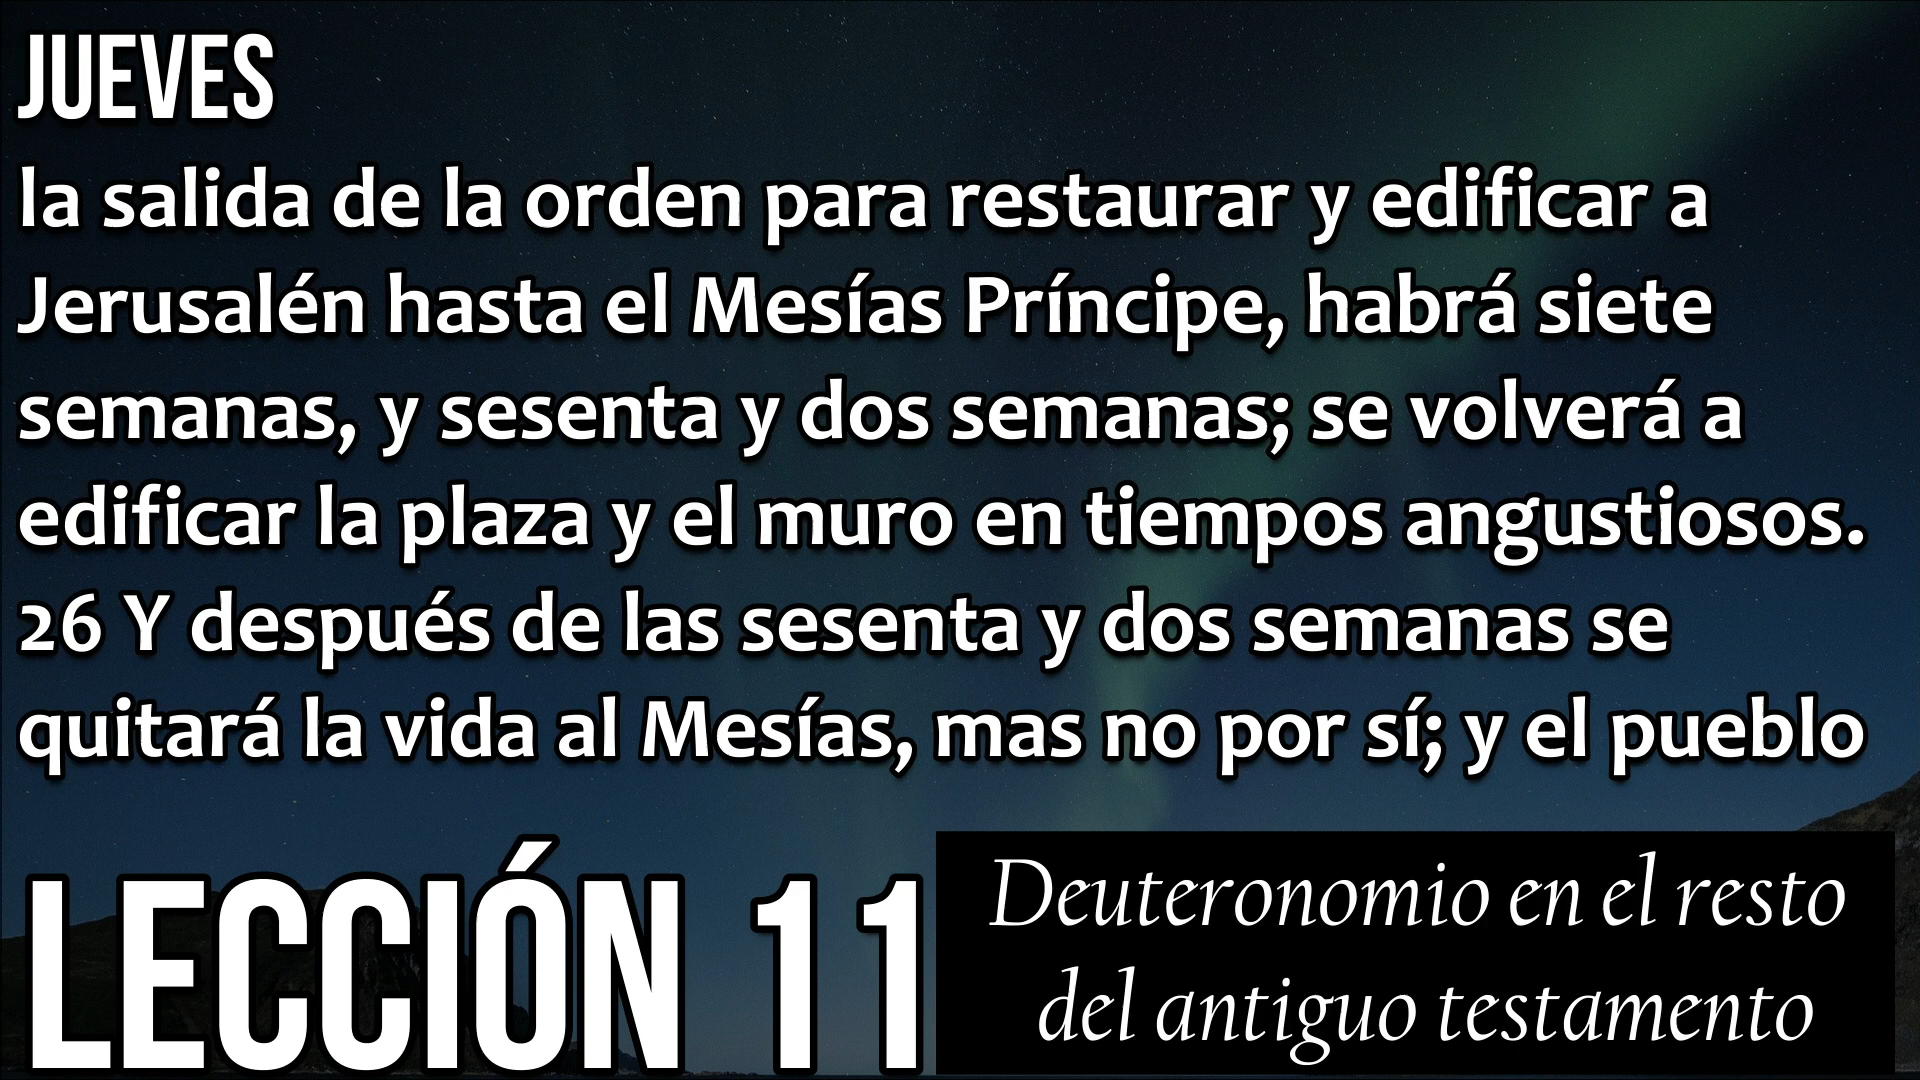 JUEVES
la salida de la orden para restaurar y edificar a
Jerusalén hasta el Mesías Príncipe, habrá siete
semanas, y sesenta y dos semanas; se volverá a
edificar la plaza y el muro en tiempos angustiosos.
26 Y después de las sesenta y dos semanas se
quitará la vida al Mesías, mas no por sí; y el pueblo
LECCIÓN 11
Deuteronomio en el resto
del antiguo testamento